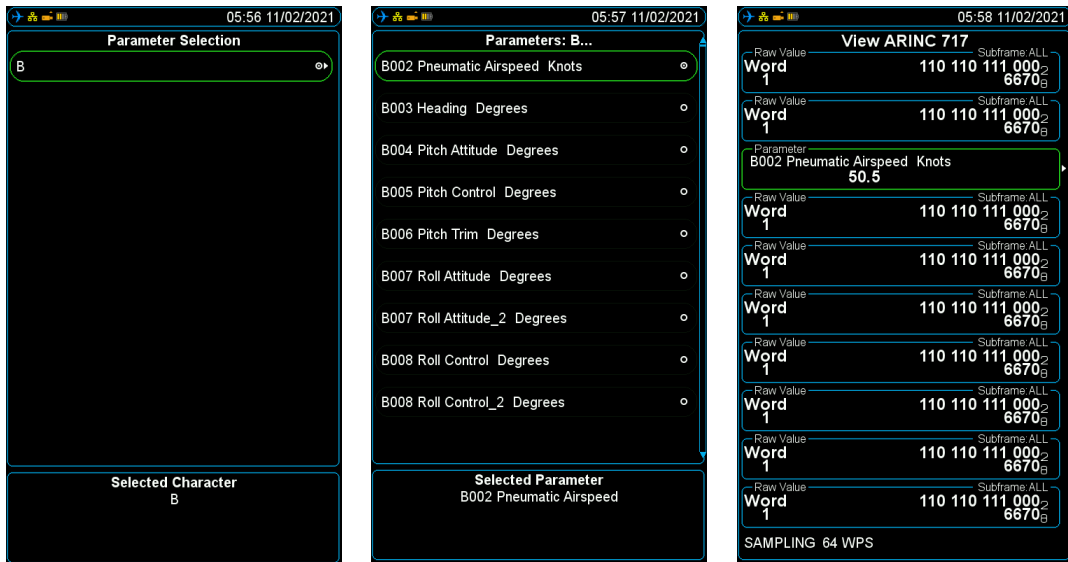 05:56 11/02/2021
Parameter Selection
B
Selected Character
B
05:57 11/02/2021
Parameters: B...
B002 Pneumatic Airspeed Knots
B003 Heading Degrees
B004 Pitch Attitude Degrees
B005 Pitch Control Degrees
B006 Pitch Trim Degrees
B007 Roll Attitude Degrees
B007 Roll Attitude_2 Degrees
B008 Roll Control Degrees
B008 Roll Control_2 Degrees
Selected Parameter
B002 Pneumatic Airspeed
05:58 11/02/2021
View ARINC 717
Raw Value Subframe:ALL
Word 110 110 111 000₂
1 6670₈
Raw Value Subframe:ALL
Word 110 110 111 000₂
1 6670₈
Parameter
B002 Pneumatic Airspeed Knots
50.5
Raw Value Subframe:ALL
Word 110 110 111 000₂
1 6670₈
Raw Value Subframe:ALL
Word 110 110 111 000₂
1 6670₈
Raw Value Subframe:ALL
Word 110 110 111 000₂
1 6670₈
Raw Value Subframe:ALL
Word 110 110 111 000₂
1 6670₈
Raw Value Subframe:ALL
Word 110 110 111 000₂
1 6670₈
Raw Value Subframe:ALL
Word 110 110 111 000₂
1 6670₈
Raw Value Subframe:ALL
Word 110 110 111 000₂
1 6670₈
SAMPLING 64 WPS